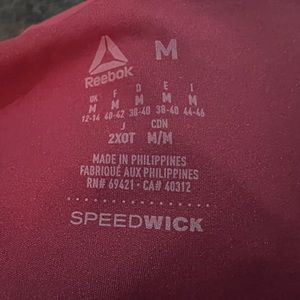 M
Reebok
UK F D E I
M M M M M
12-14 40-42 38-40 38-40 44-46
J CDN
2XOT M/M
MADE IN PHILIPPINES
FABRIQUÉ AUX PHILIPPINES
RN# 69421 • CA# 40312
SPEEDWICK